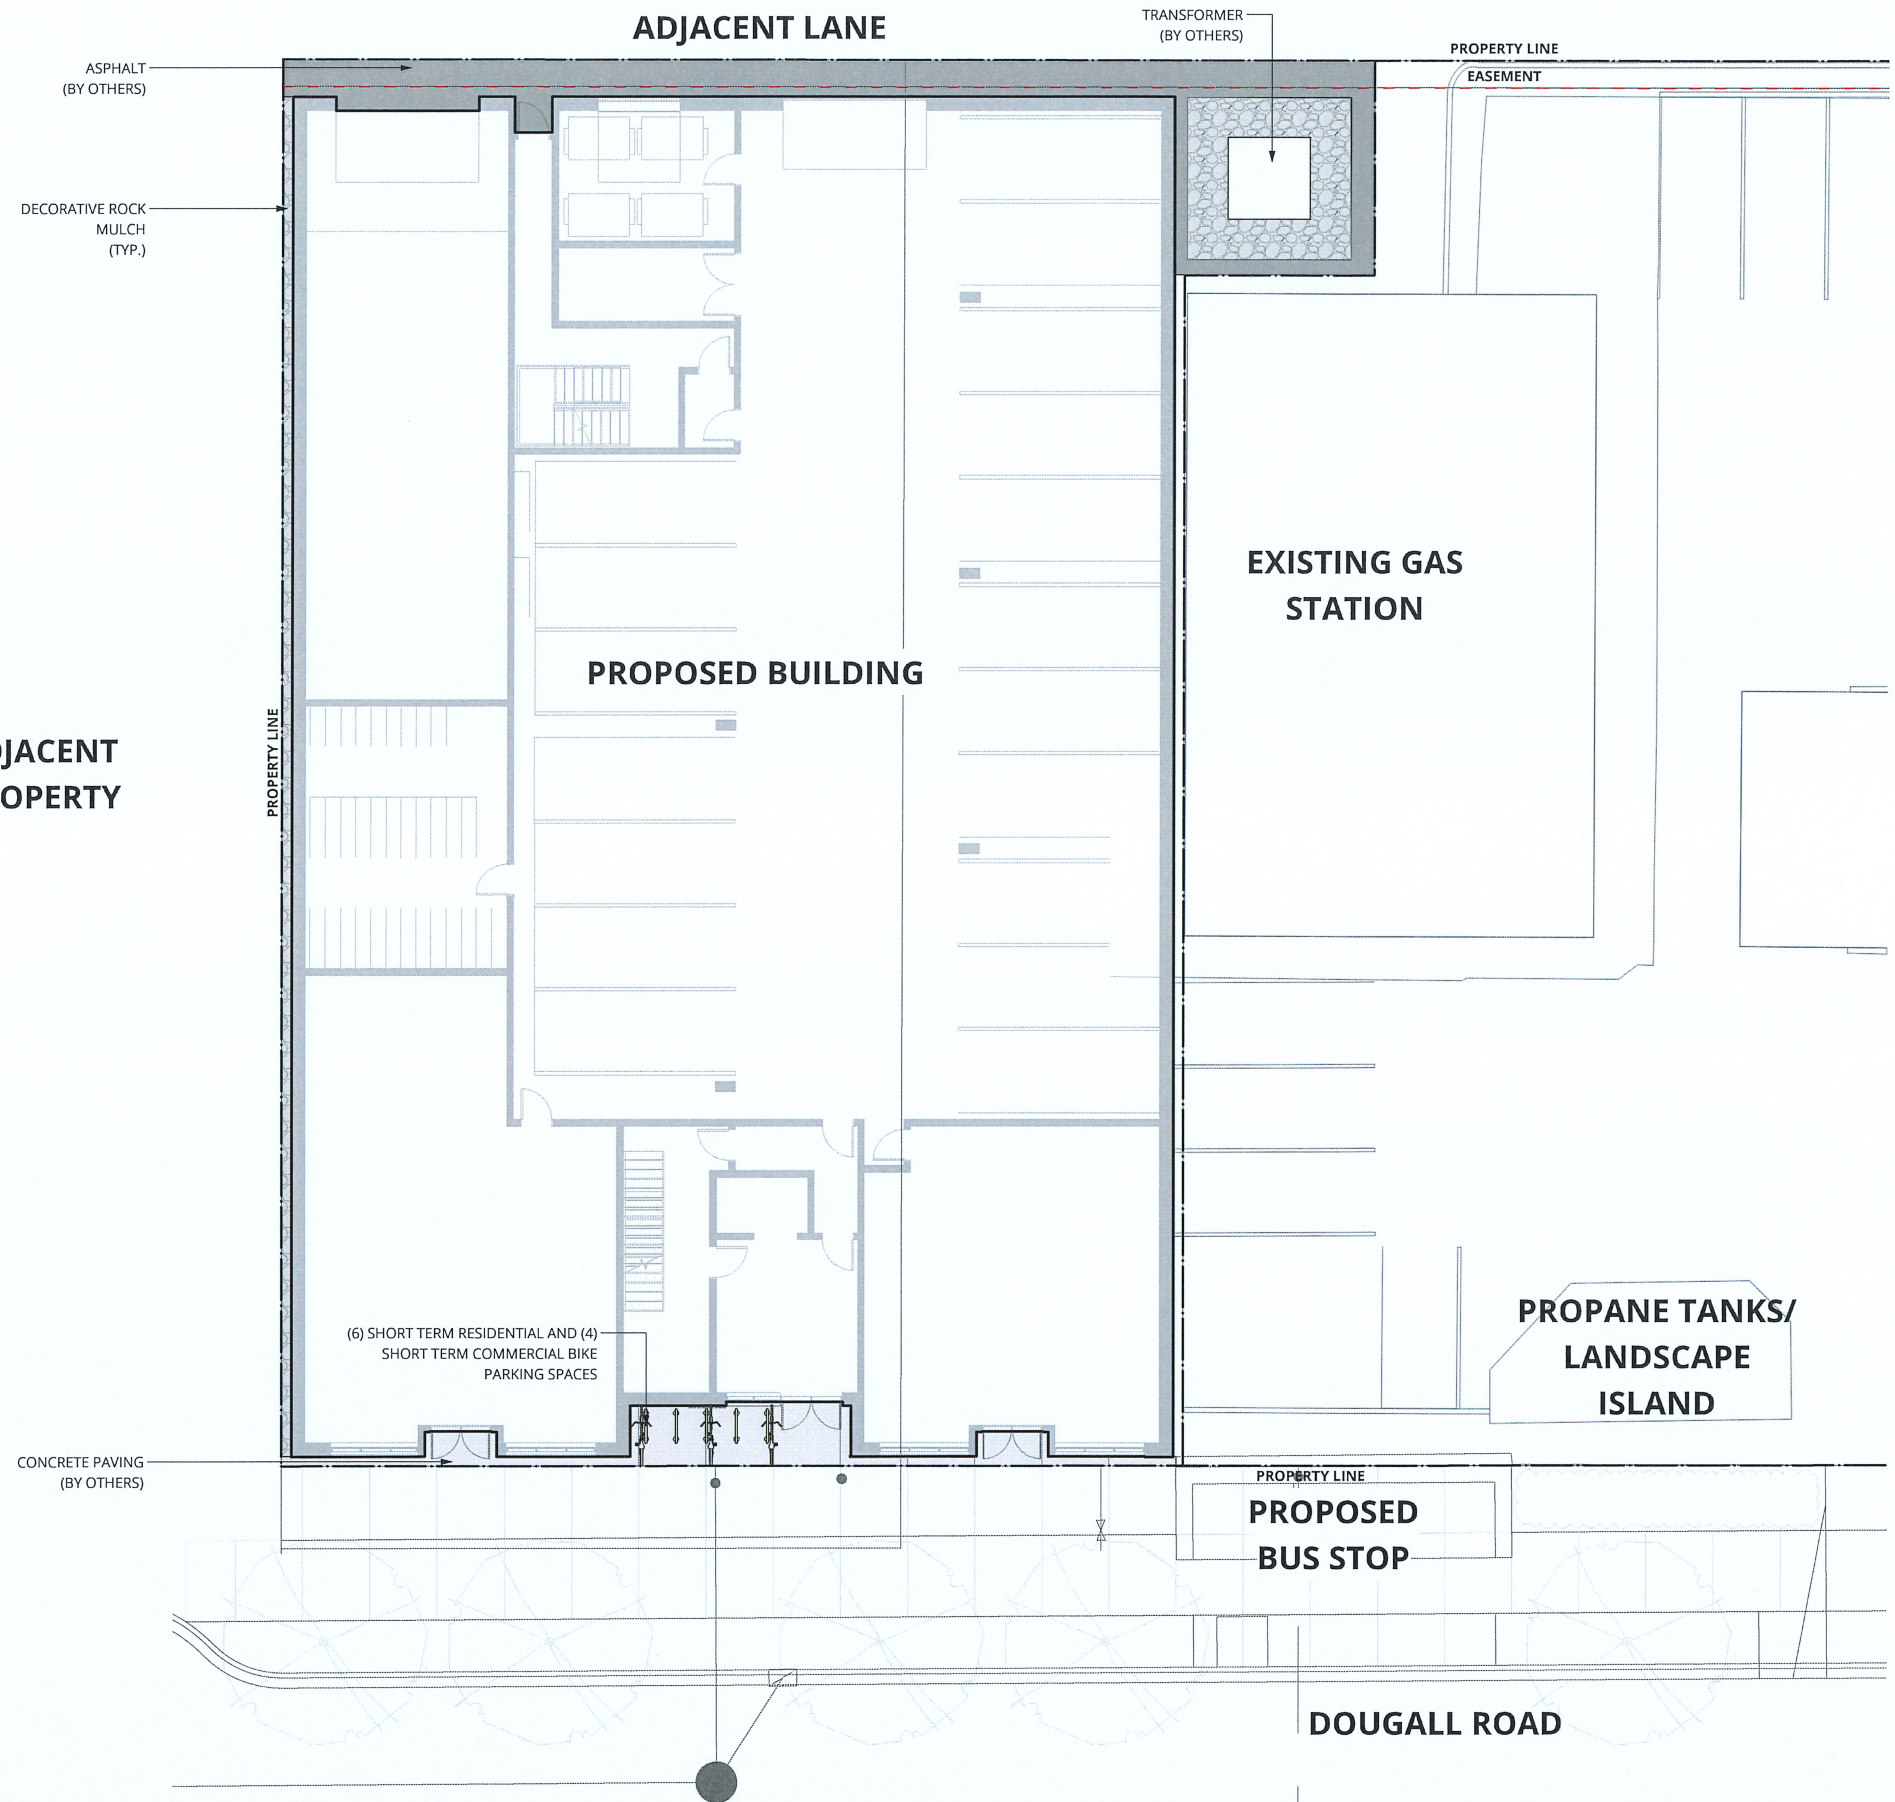 ADJACENT LANE
TRANSFORMER
(BY OTHERS)
PROPERTY LINE
EASEMENT
ASPHALT
(BY OTHERS)
DECORATIVE ROCK
MULCH
(TYP.)
EXISTING GAS
STATION
PROPOSED BUILDING
PROPERTY LINE
DJACENT
OPERTY
(6) SHORT TERM RESIDENTIAL AND (4)
SHORT TERM COMMERCIAL BIKE
PARKING SPACES
PROPANE TANKS/
LANDSCAPE
ISLAND
CONCRETE PAVING
(BY OTHERS)
PROPERTY LINE
PROPOSED
BUS STOP
DOUGALL ROAD